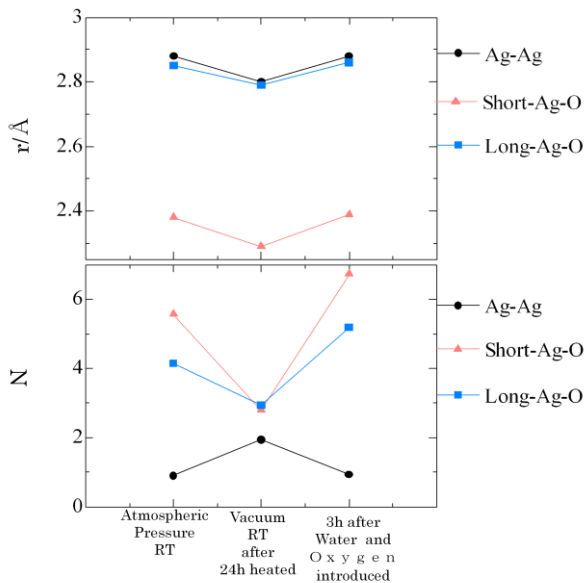 3
2.8
2.6
2.4
r/Å
Ag-Ag
Short-Ag-O
Long-Ag-O
6
4
2
0
N
Ag-Ag
Short-Ag-O
Long-Ag-O
Atmospheric
Pressure
RT
Vacuum
RT
after
24h heated
3h after
Water and
Oxygen
introduced